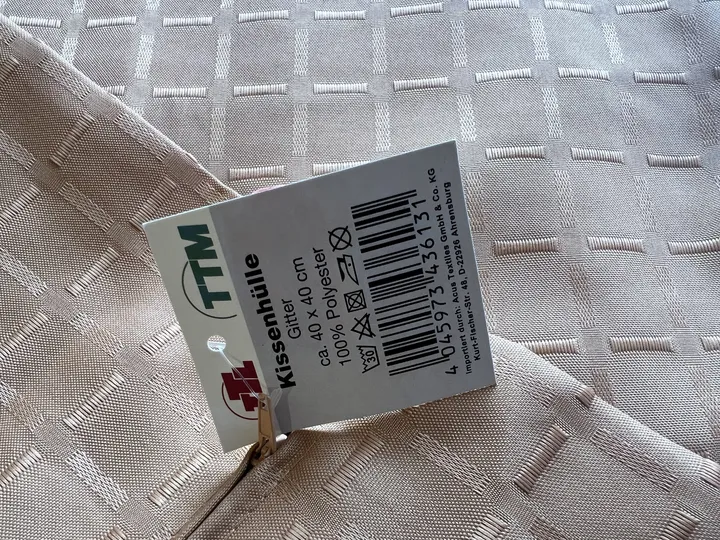 TTM
Kissenhülle
Gitter
ca. 40 x 40 cm
100% Polyester
30
4 045973 436131
Importiert durch: Acus Textiles GmbH & Co. KG
Kurt-Fischer-Str. 48, D-22926 Ahrensburg